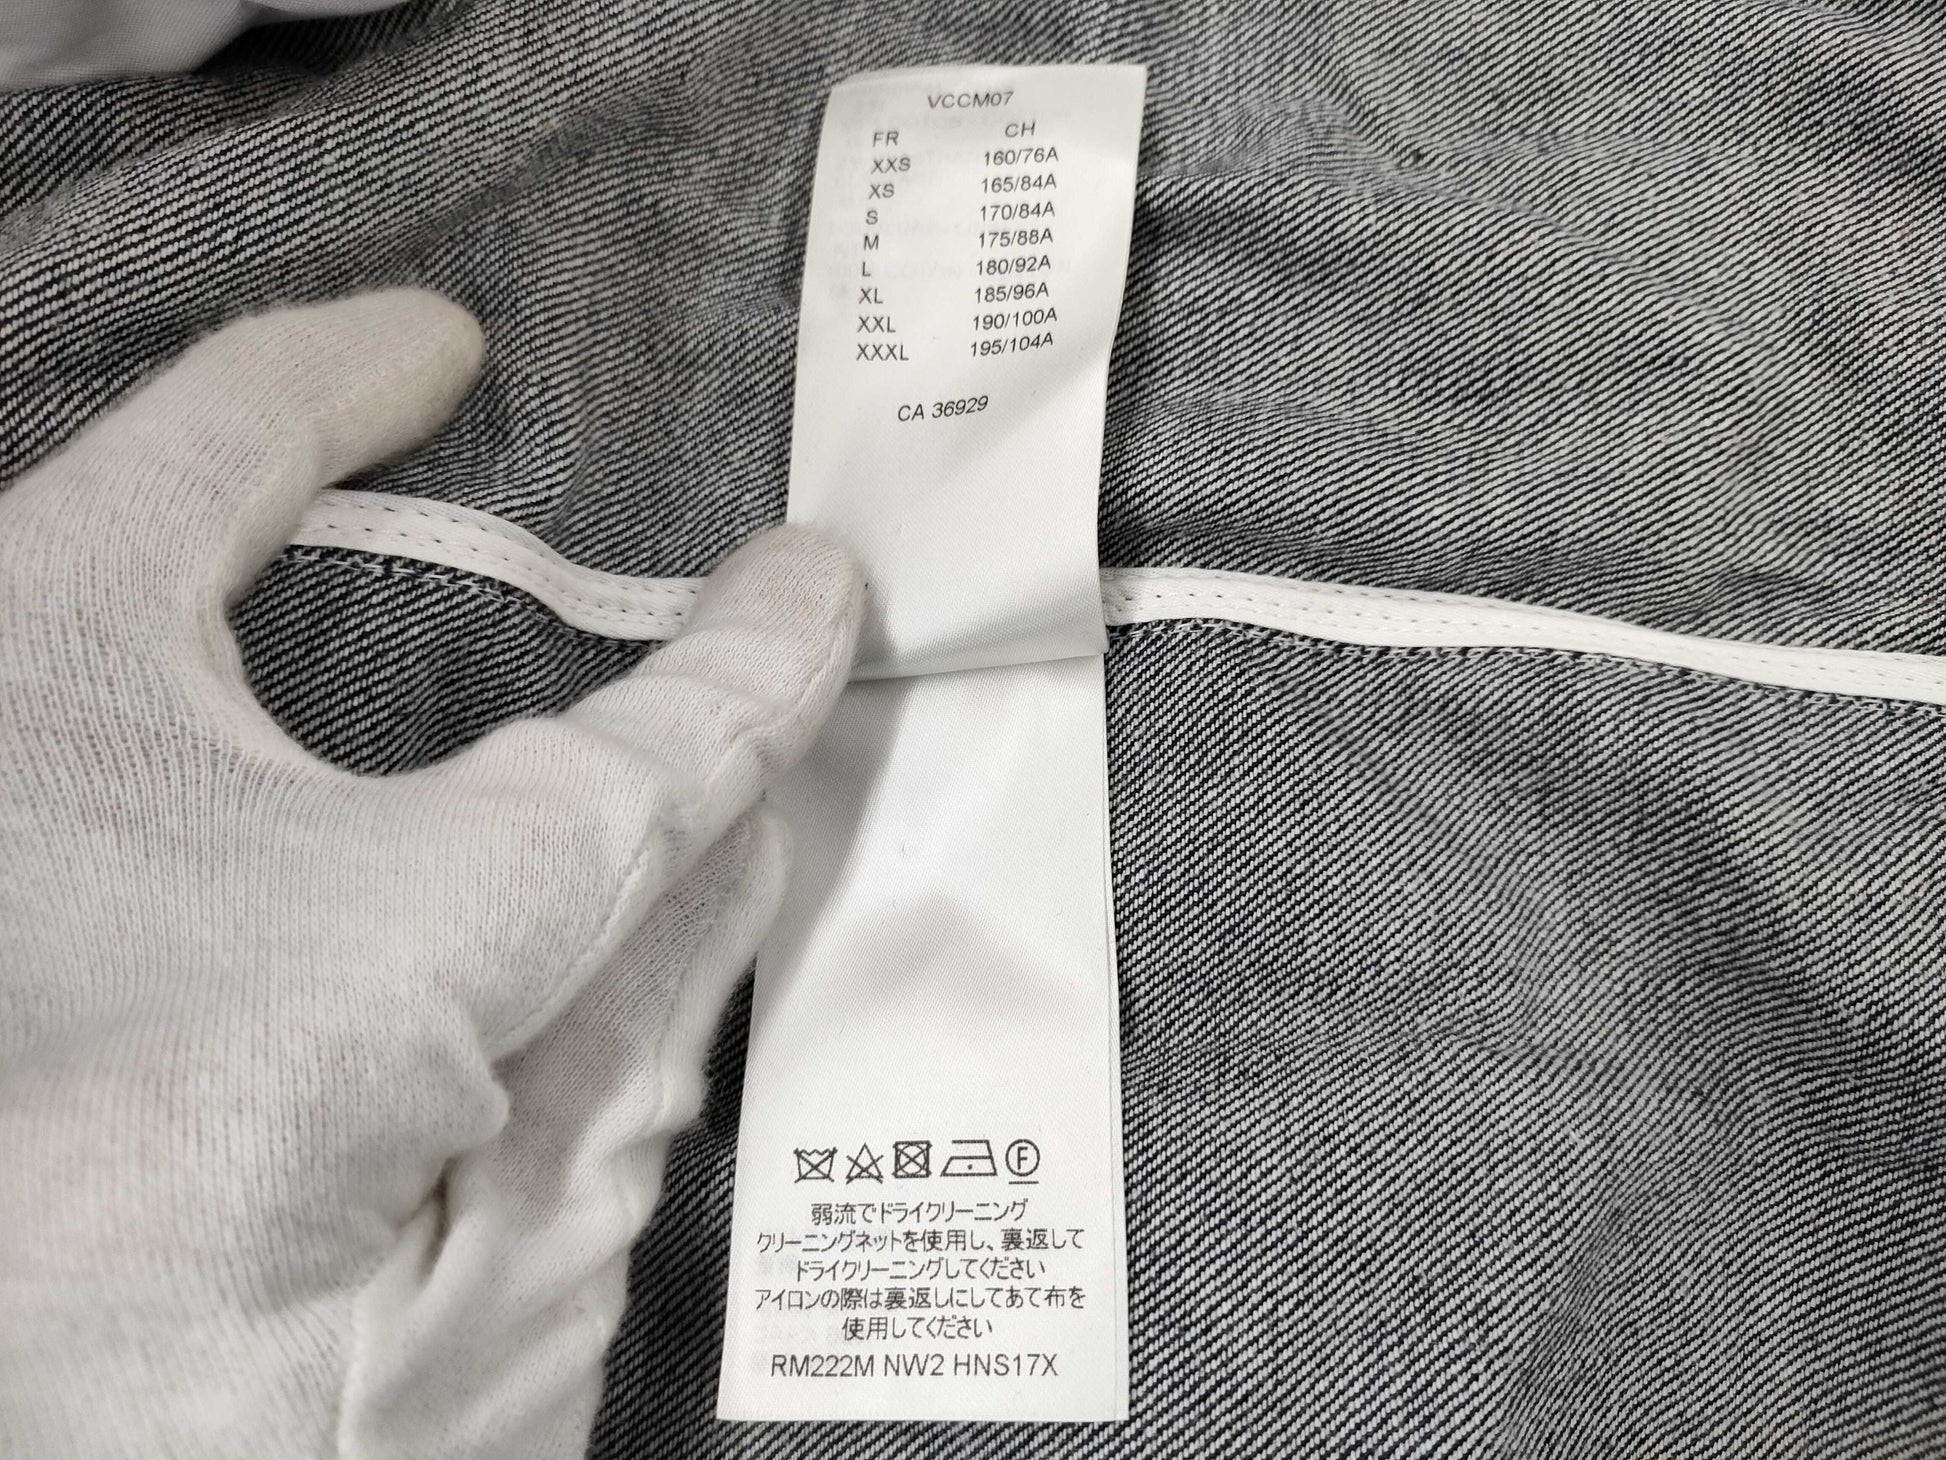 VCCM07
FR CH
XXS 160/76A
XS 165/84A
S 170/84A
M 175/88A
L 180/92A
XL 185/96A
XXL 190/100A
XXXL 195/104A
CA 36929
F
弱流でドライクリーニング
クリーニングネットを使用し、裏返して
ドライクリーニングしてください
アイロンの際は裏返しにしてあて布を
使用してください
RM222M NW2 HNS17X